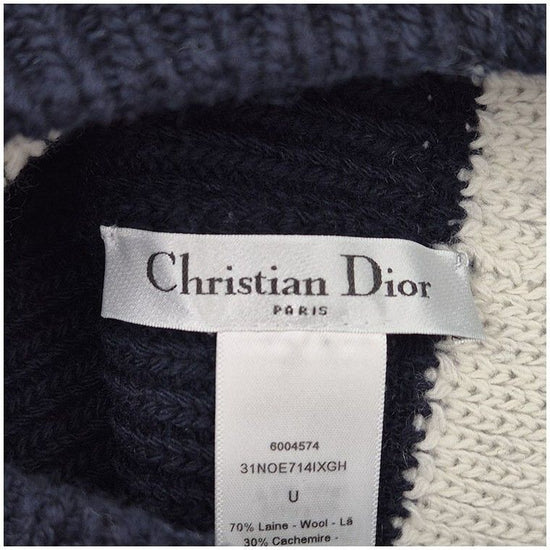 Christian Dior
PARIS
6004574
31NOE714IXGH
U
70% Laine - Wool - Lã
30% Cachemire -